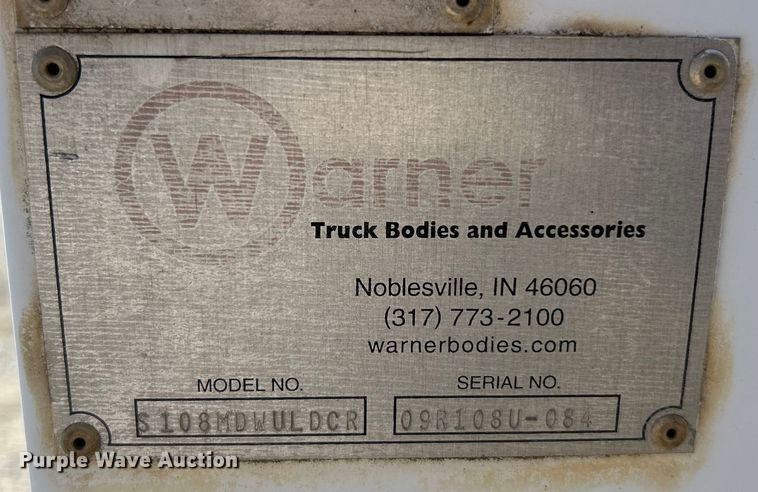 Warner
Truck Bodies and Accessories
Noblesville, IN 46060
(317) 773-2100
warnerbodies.com
MODEL NO. SERIAL NO.
S108MDWULDCR 09R108U-084
Purple Wave Auction